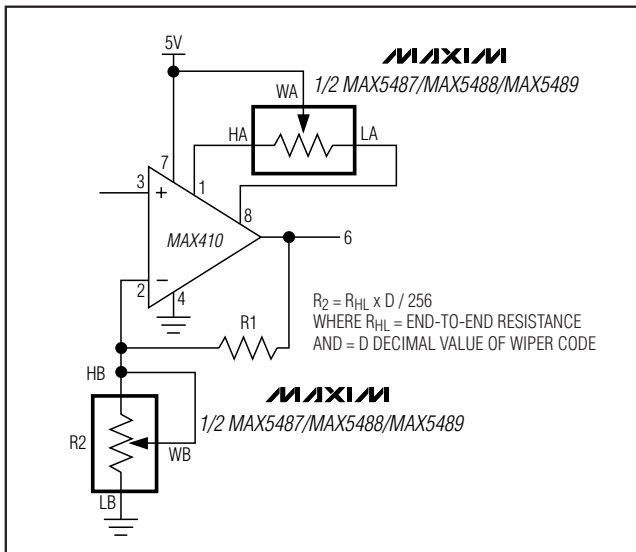 5V
MAXIM
1/2 MAX5487/MAX5488/MAX5489
WA
HA
LA
7
1
3
+
8
MAX410
6
2
−
4
R2 = RHL x D / 256
WHERE RHL = END-TO-END RESISTANCE
AND = D DECIMAL VALUE OF WIPER CODE
R1
HB
MAXIM
1/2 MAX5487/MAX5488/MAX5489
R2
WB
LB